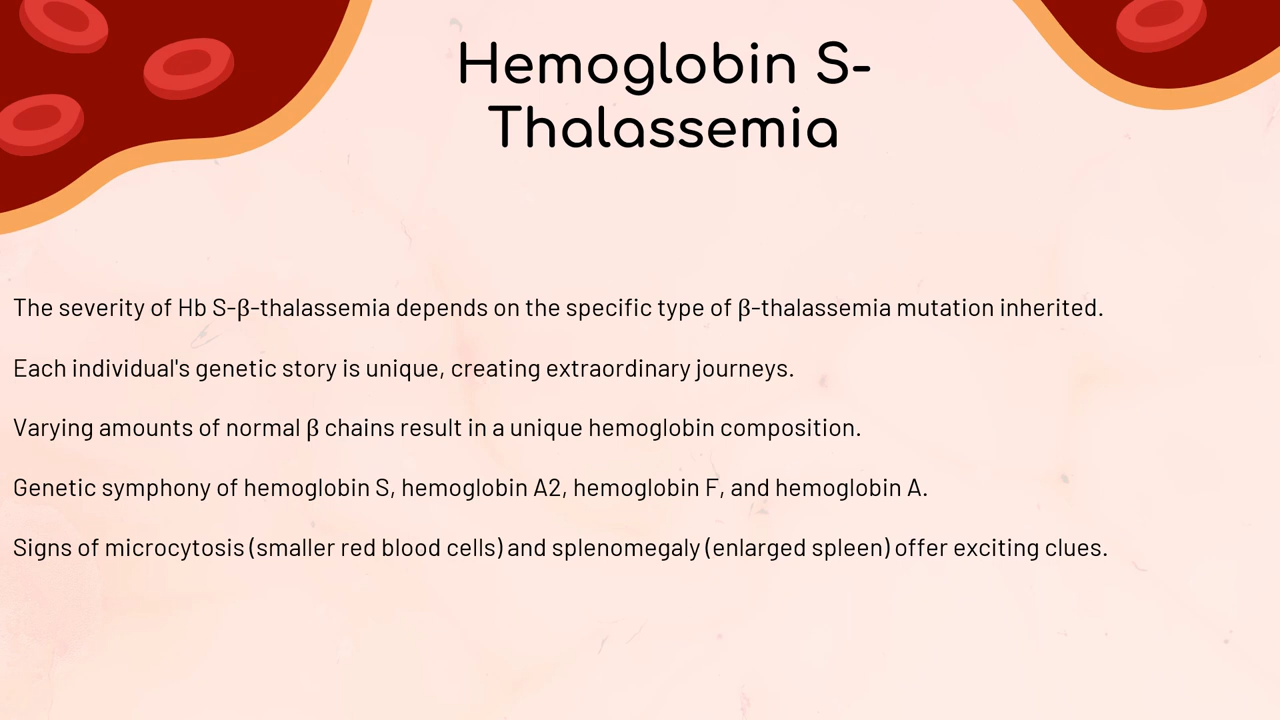 Hemoglobin S-
Thalassemia
The severity of Hb S-β-thalassemia depends on the specific type of β-thalassemia mutation inherited.
Each individual's genetic story is unique, creating extraordinary journeys.
Varying amounts of normal β chains result in a unique hemoglobin composition.
Genetic symphony of hemoglobin S, hemoglobin A2, hemoglobin F, and hemoglobin A.
Signs of microcytosis (smaller red blood cells) and splenomegaly (enlarged spleen) offer exciting clues.